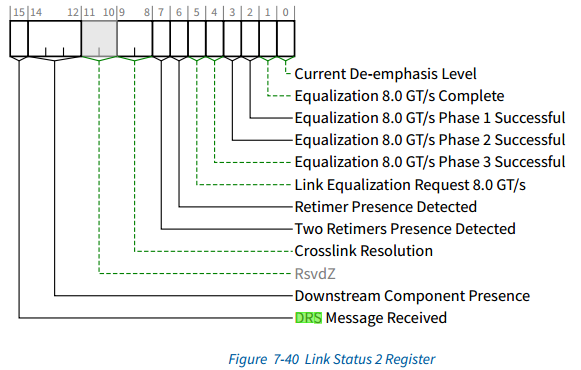 15 14 12 11 10 9 8 7 6 5 4 3 2 1 0
Current De-emphasis Level
Equalization 8.0 GT/s Complete
Equalization 8.0 GT/s Phase 1 Successful
Equalization 8.0 GT/s Phase 2 Successful
Equalization 8.0 GT/s Phase 3 Successful
Link Equalization Request 8.0 GT/s
Retimer Presence Detected
Two Retimers Presence Detected
Crosslink Resolution
RsvdZ
Downstream Component Presence
DRS Message Received
Figure 7-40 Link Status 2 Register